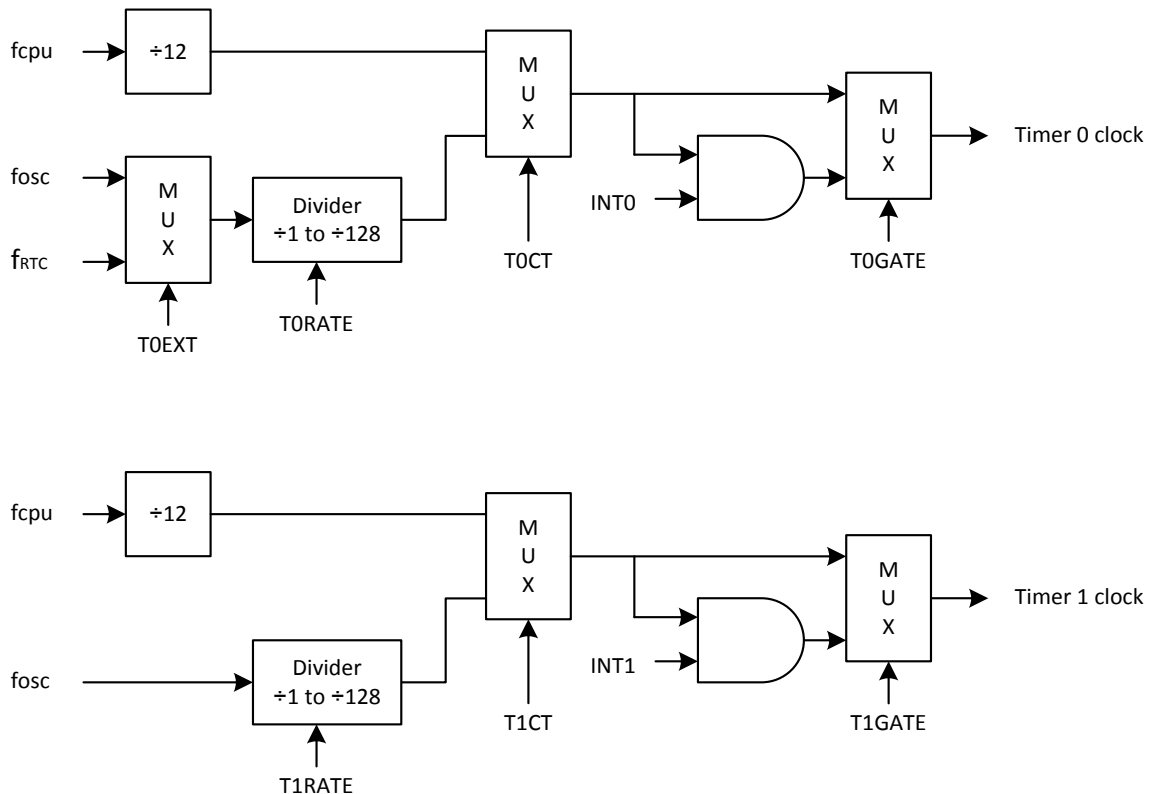 fcpu
÷12
M
U
X
M
U
X
Timer 0 clock
fosc
M
U
X
Divider
÷1 to ÷128
INT0
fRTC
T0CT
T0GATE
T0RATE
T0EXT
fcpu
÷12
M
U
X
M
U
X
Timer 1 clock
fosc
Divider
÷1 to ÷128
INT1
T1CT
T1GATE
T1RATE